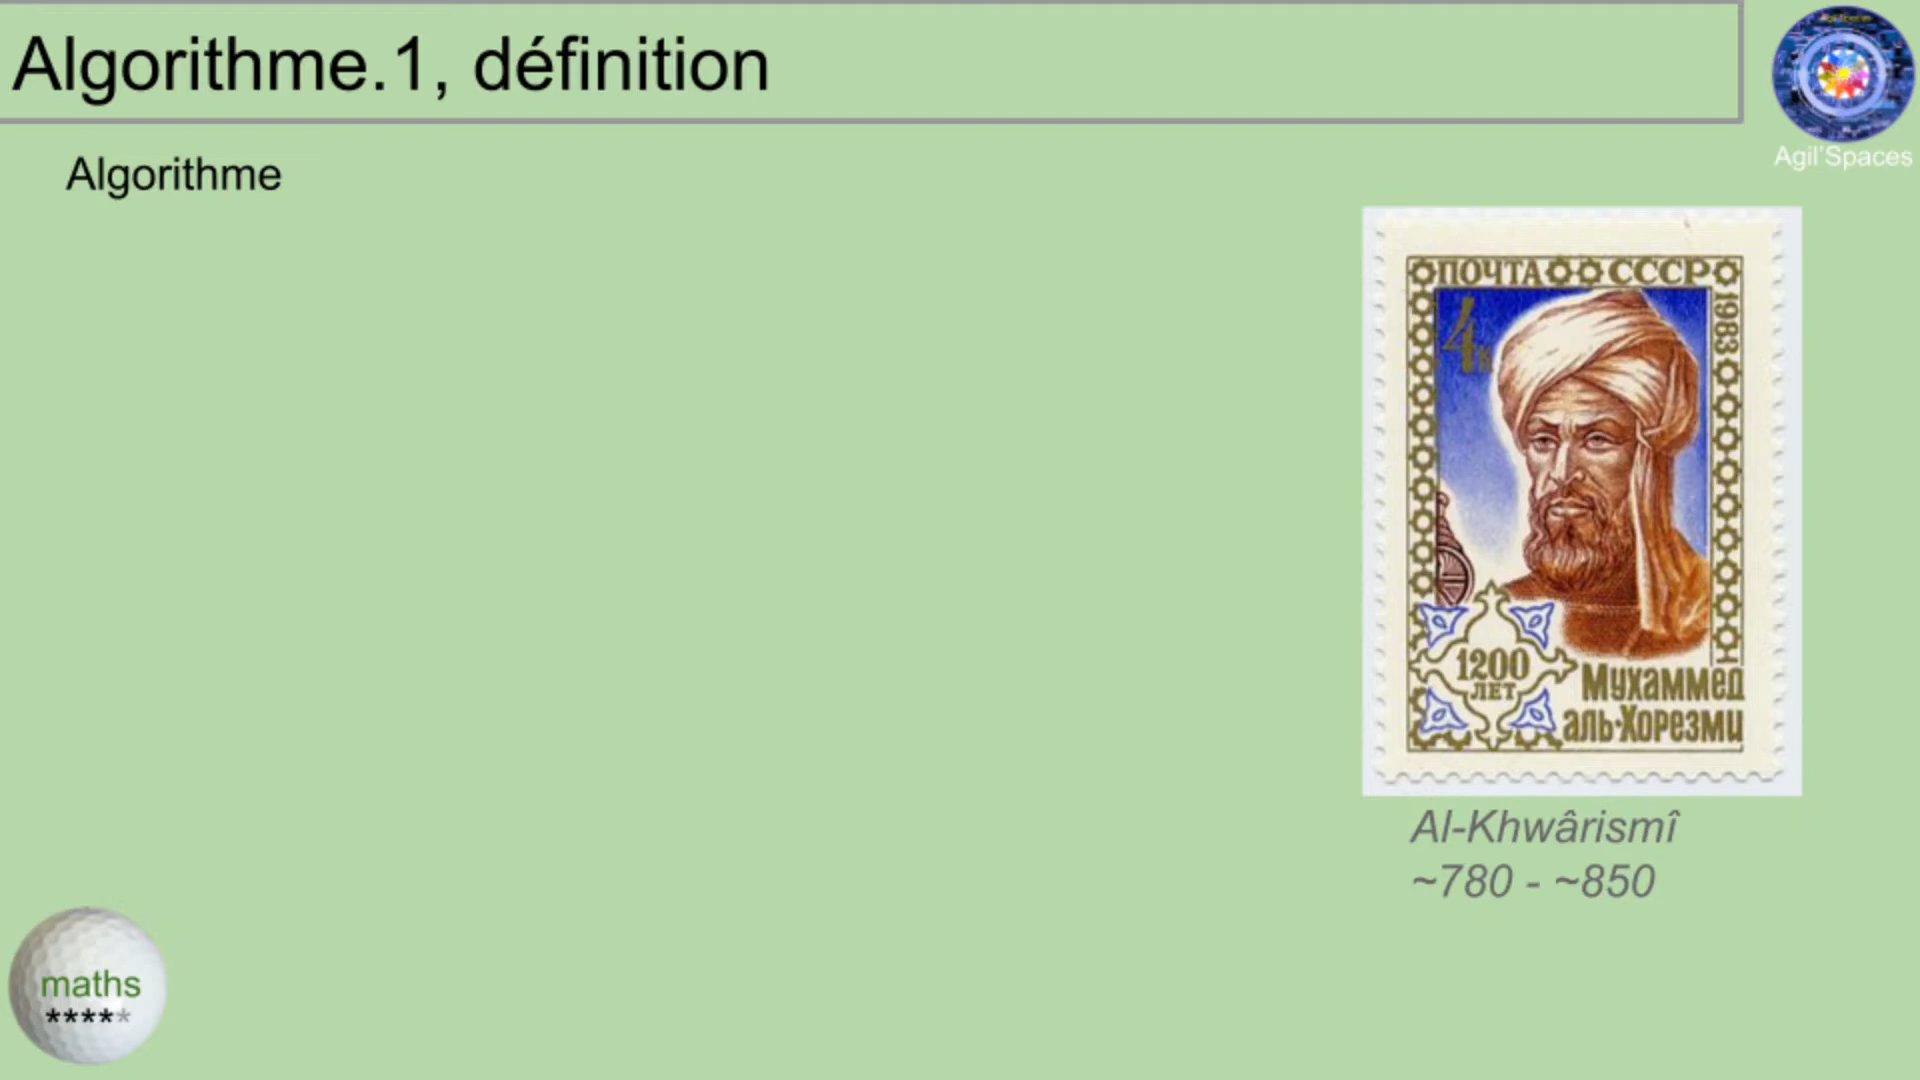 Algorithme.1, définition
Agil'Spaces
Algorithme
ПОЧТА СССР
1983
4к
1200
ЛЕТ
Мухаммед
аль-Хорезми
Al-Khwârismî
~780 - ~850
maths
*****